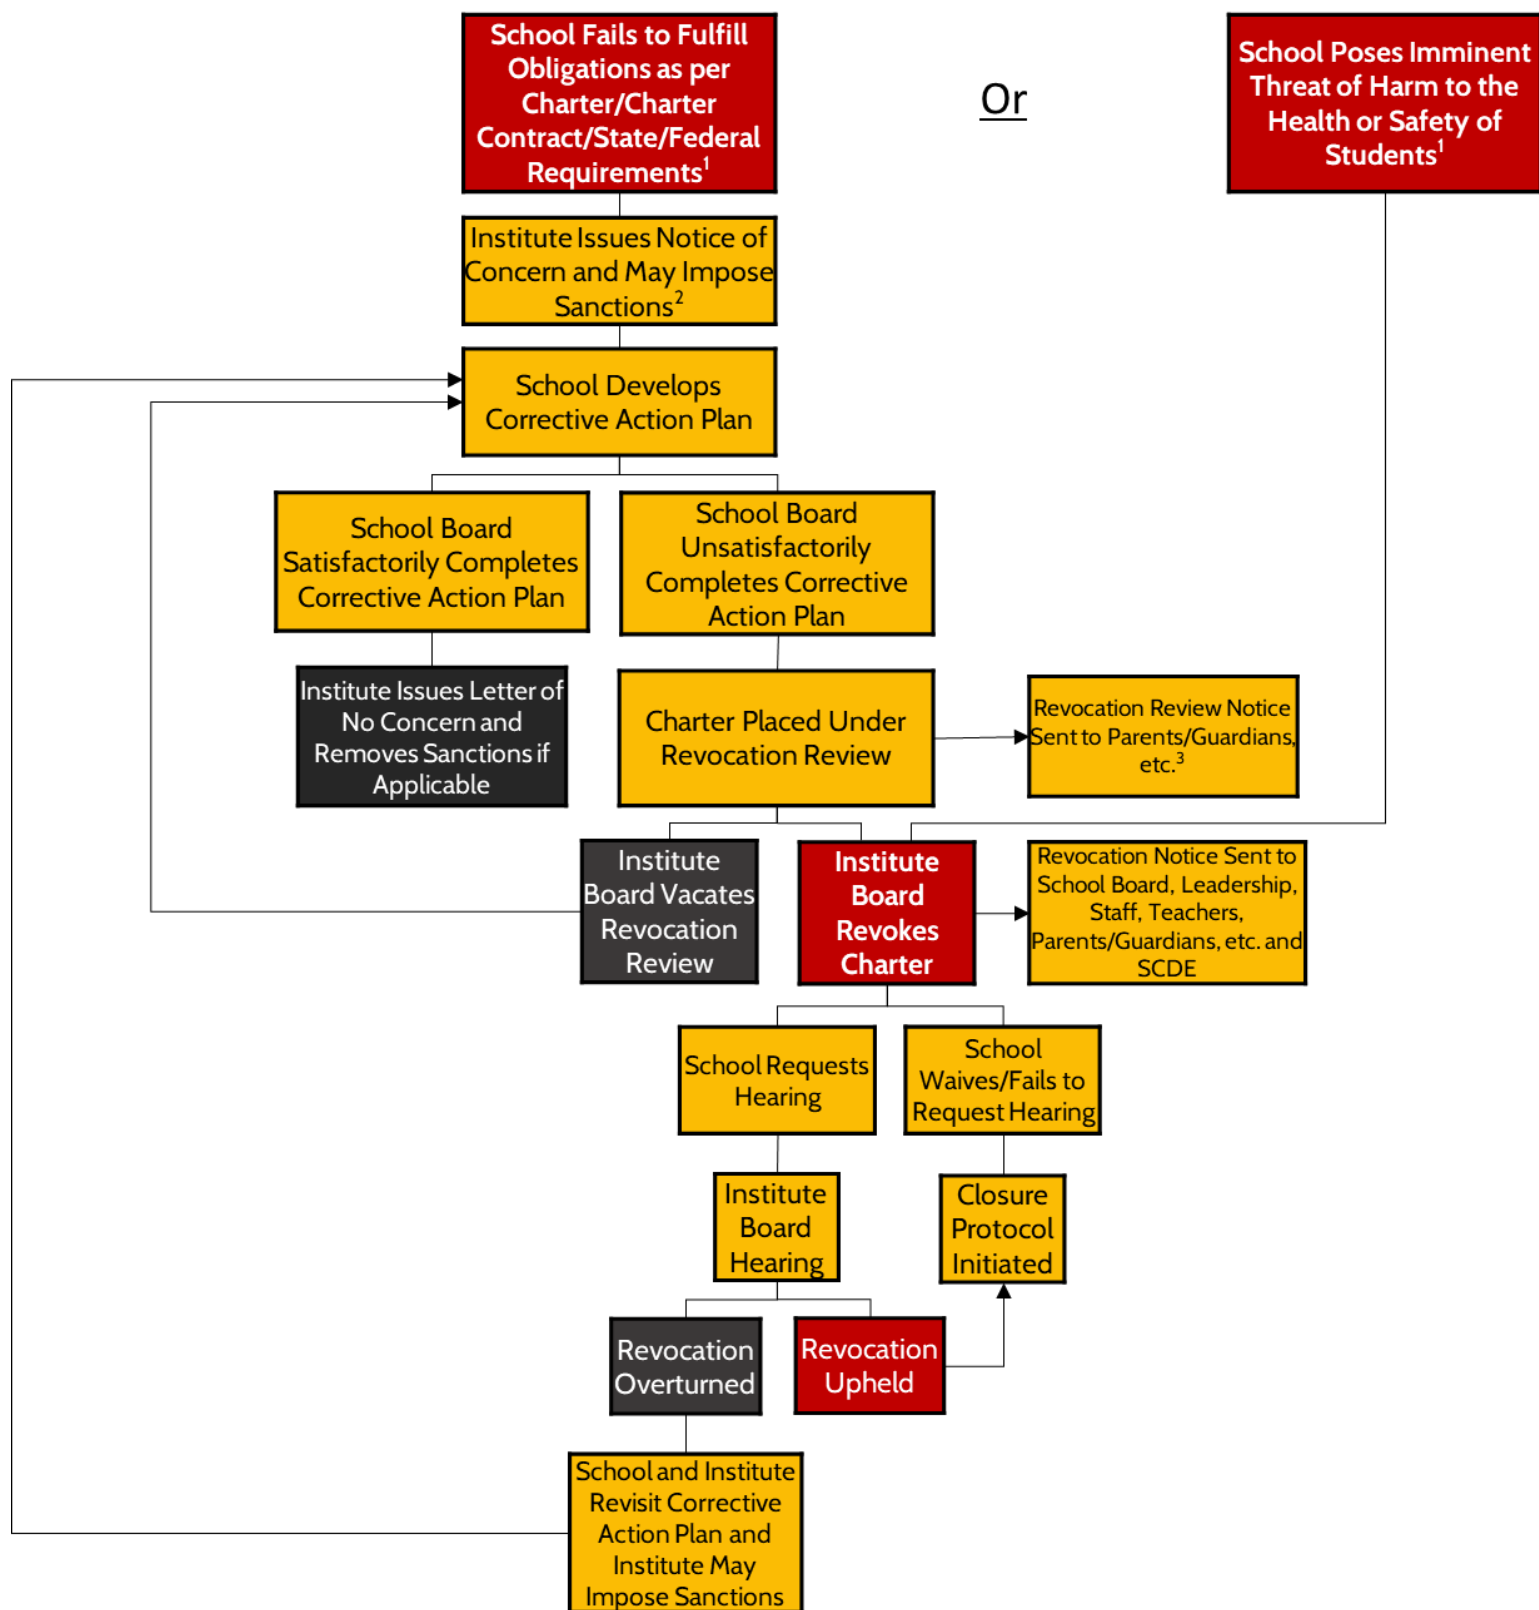 School Fails to Fulfill
Obligations as per
Charter/Charter
Contract/State/Federal
Requirements¹
Or
School Poses Imminent
Threat of Harm to the
Health or Safety of
Students¹
Institute Issues Notice of
Concern and May Impose
Sanctions²
School Develops
Corrective Action Plan
School Board
Satisfactorily Completes
Corrective Action Plan
School Board
Unsatisfactorily
Completes Corrective
Action Plan
Institute Issues Letter of
No Concern and
Removes Sanctions if
Applicable
Charter Placed Under
Revocation Review
Revocation Review Notice
Sent to Parents/Guardians,
etc.³
Institute
Board Vacates
Revocation
Review
Institute
Board
Revokes
Charter
Revocation Notice Sent to
School Board, Leadership,
Staff, Teachers,
Parents/Guardians, etc. and
SCDE
School Requests
Hearing
School
Waives/Fails to
Request Hearing
Institute
Board
Hearing
Closure
Protocol
Initiated
Revocation
Overturned
Revocation
Upheld
School and Institute
Revisit Corrective
Action Plan and
Institute May
Impose Sanctions